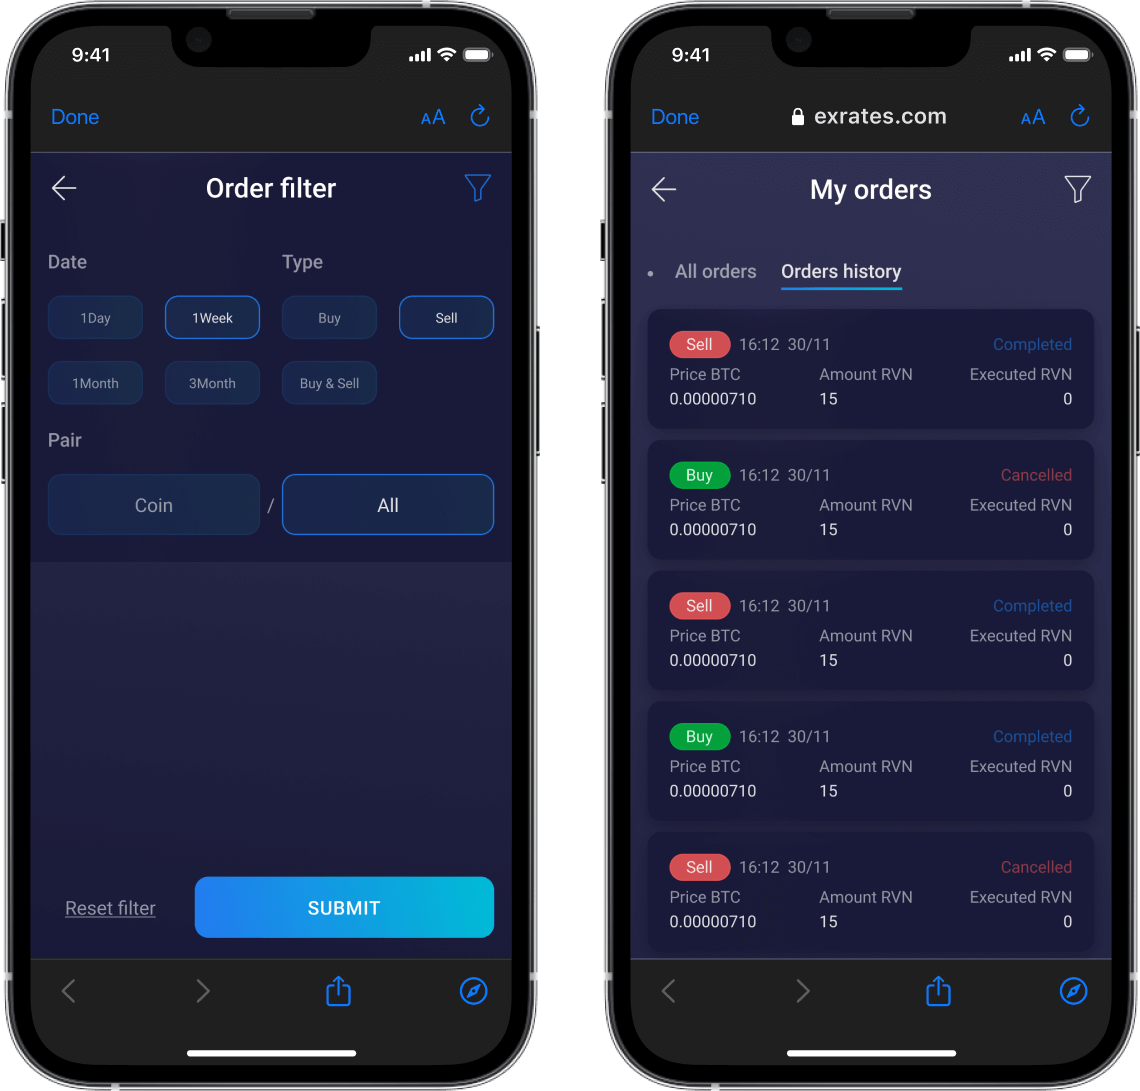 9:41
Done AA
Order filter
Date Type
1Day 1Week Buy Sell
1Month 3Month Buy & Sell
Pair
Coin / All
Reset filter SUBMIT
9:41
Done exrates.com AA
My orders
All orders Orders history
Sell 16:12 30/11 Completed
Price BTC Amount RVN Executed RVN
0.00000710 15 0
Buy 16:12 30/11 Cancelled
Price BTC Amount RVN Executed RVN
0.00000710 15 0
Sell 16:12 30/11 Completed
Price BTC Amount RVN Executed RVN
0.00000710 15 0
Buy 16:12 30/11 Completed
Price BTC Amount RVN Executed RVN
0.00000710 15 0
Sell 16:12 30/11 Cancelled
Price BTC Amount RVN Executed RVN
0.00000710 15 0